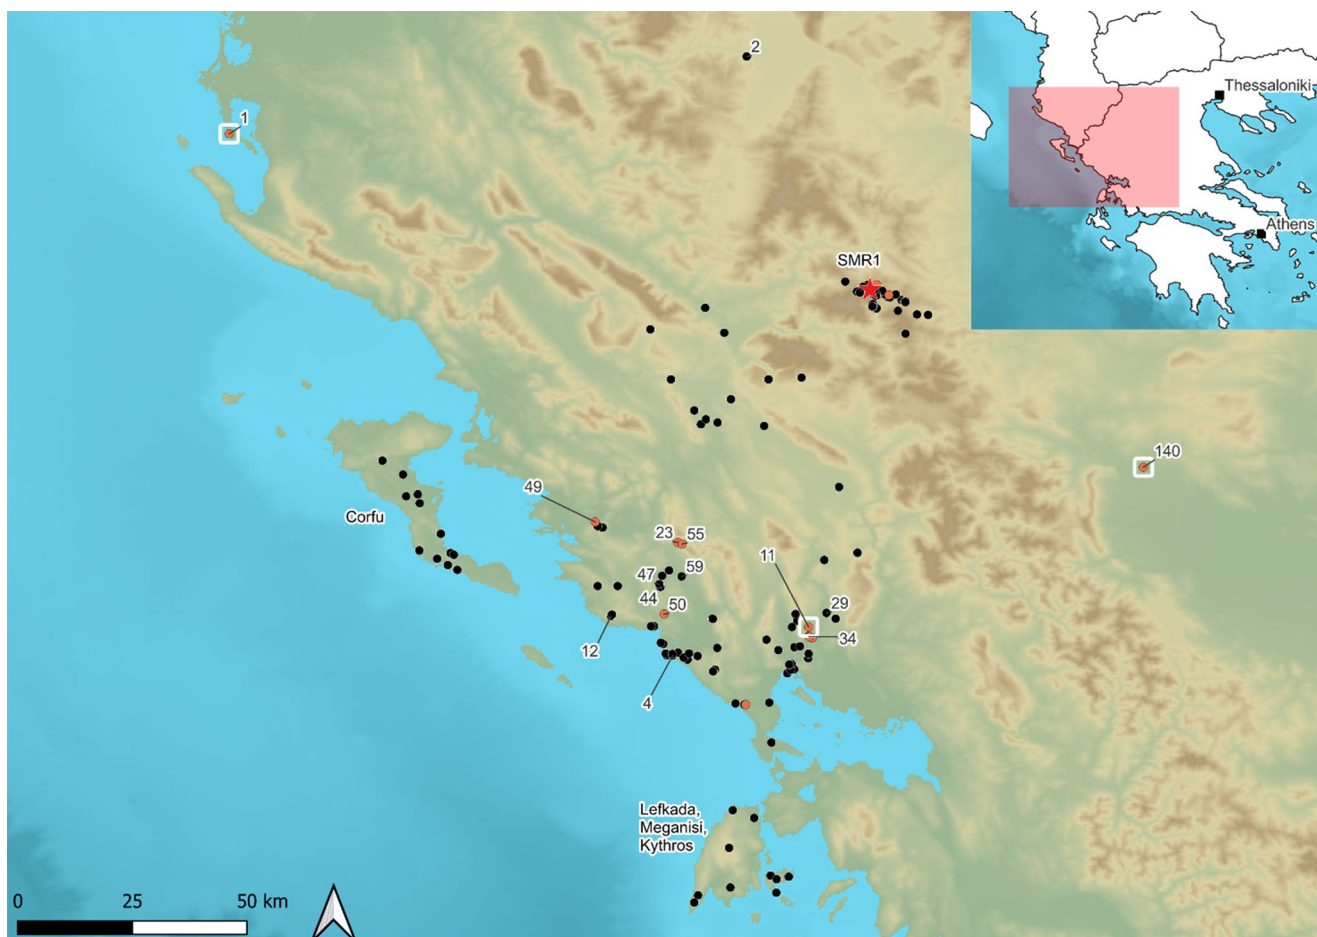 2
1
Thessaloniki
Athens
SMR1
140
49
Corfu
23
55
11
47
59
44
29
50
34
12
4
Lefkada,
Meganisi,
Kythros
0
25
50 km